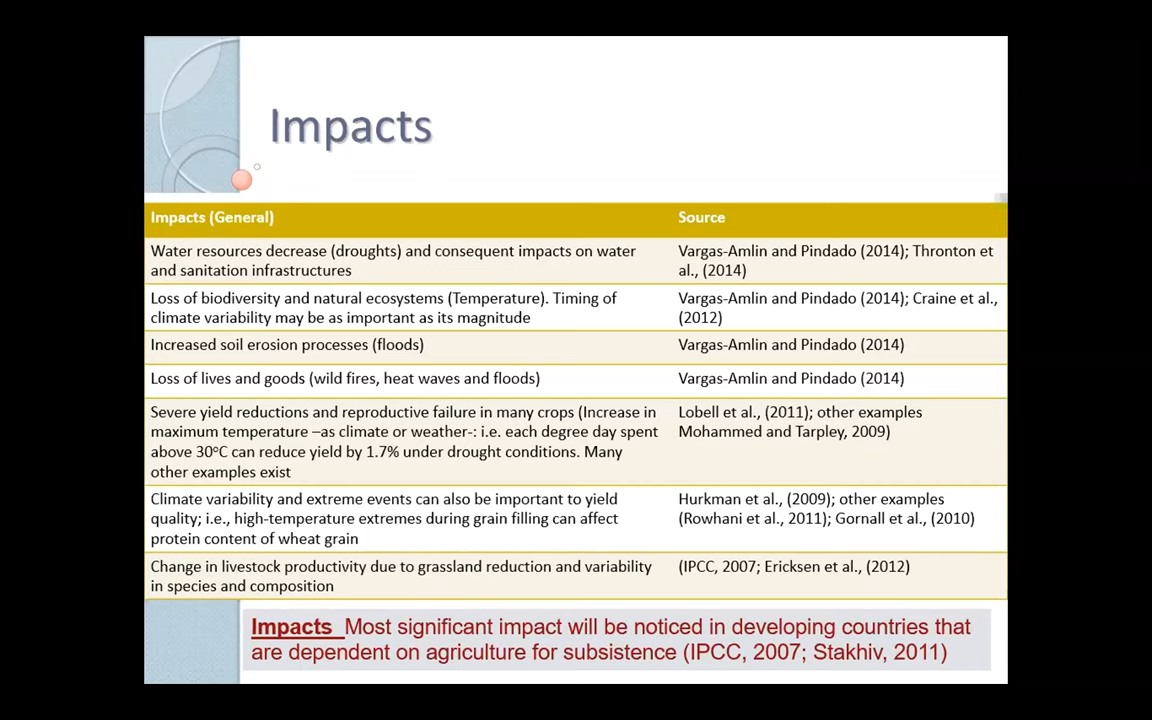 Impacts
Impacts (General) Source
Water resources decrease (droughts) and consequent impacts on water Vargas-Amlin and Pindado (2014); Thronton et
and sanitation infrastructures al., (2014)
Loss of biodiversity and natural ecosystems (Temperature). Timing of Vargas-Amlin and Pindado (2014); Craine et al.,
climate variability may be as important as its magnitude (2012)
Increased soil erosion processes (floods) Vargas-Amlin and Pindado (2014)
Loss of lives and goods (wild fires, heat waves and floods) Vargas-Amlin and Pindado (2014)
Severe yield reductions and reproductive failure in many crops (Increase in Lobell et al., (2011); other examples
maximum temperature –as climate or weather-: i.e. each degree day spent Mohammed and Tarpley, 2009)
above 30ºC can reduce yield by 1.7% under drought conditions. Many
other examples exist
Climate variability and extreme events can also be important to yield Hurkman et al., (2009); other examples
quality; i.e., high-temperature extremes during grain filling can affect (Rowhani et al., 2011); Gornall et al., (2010)
protein content of wheat grain
Change in livestock productivity due to grassland reduction and variability (IPCC, 2007; Ericksen et al., (2012)
in species and composition
Impacts Most significant impact will be noticed in developing countries that
are dependent on agriculture for subsistence (IPCC, 2007; Stakhiv, 2011)